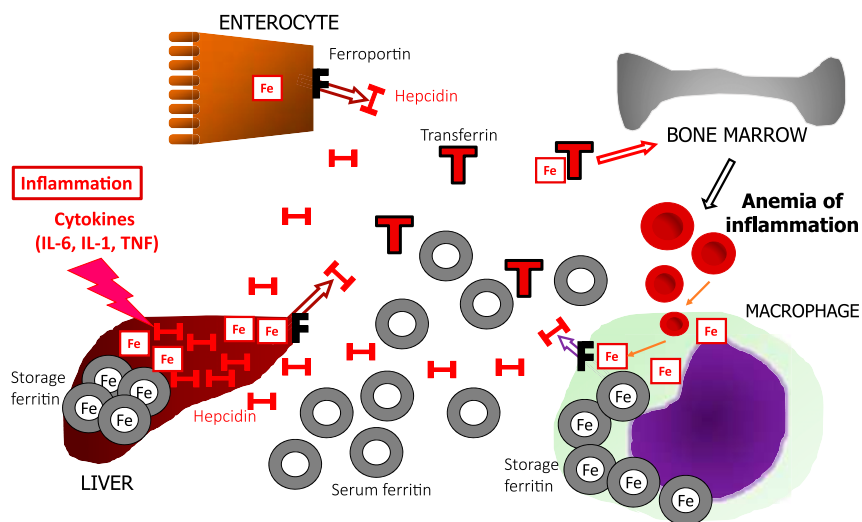 ENTEROCYTE
Ferroportin
F
Fe
Hepcidin
Transferrin
BONE MARROW
Fe
Inflammation
Cytokines
(IL-6, IL-1, TNF)
Anemia of
inflammation
MACROPHAGE
Fe
Fe
Fe
Fe
F
Fe
F
Fe
Fe
Storage
ferritin
Fe
Fe
Fe
Fe
Hepcidin
LIVER
Serum ferritin
Fe
Fe
Storage
ferritin
Fe
Fe
Fe